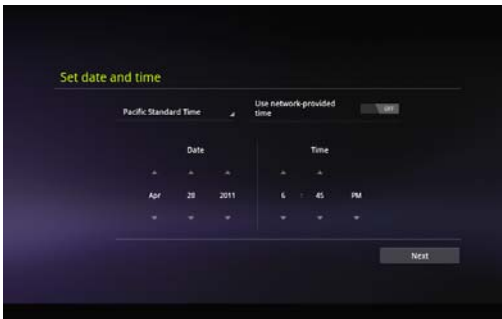 Set date and time
Pacific Standard Time
Use network-provided
time
OFF
Date
Time
Apr 28 2011
6 : 45 PM
Next